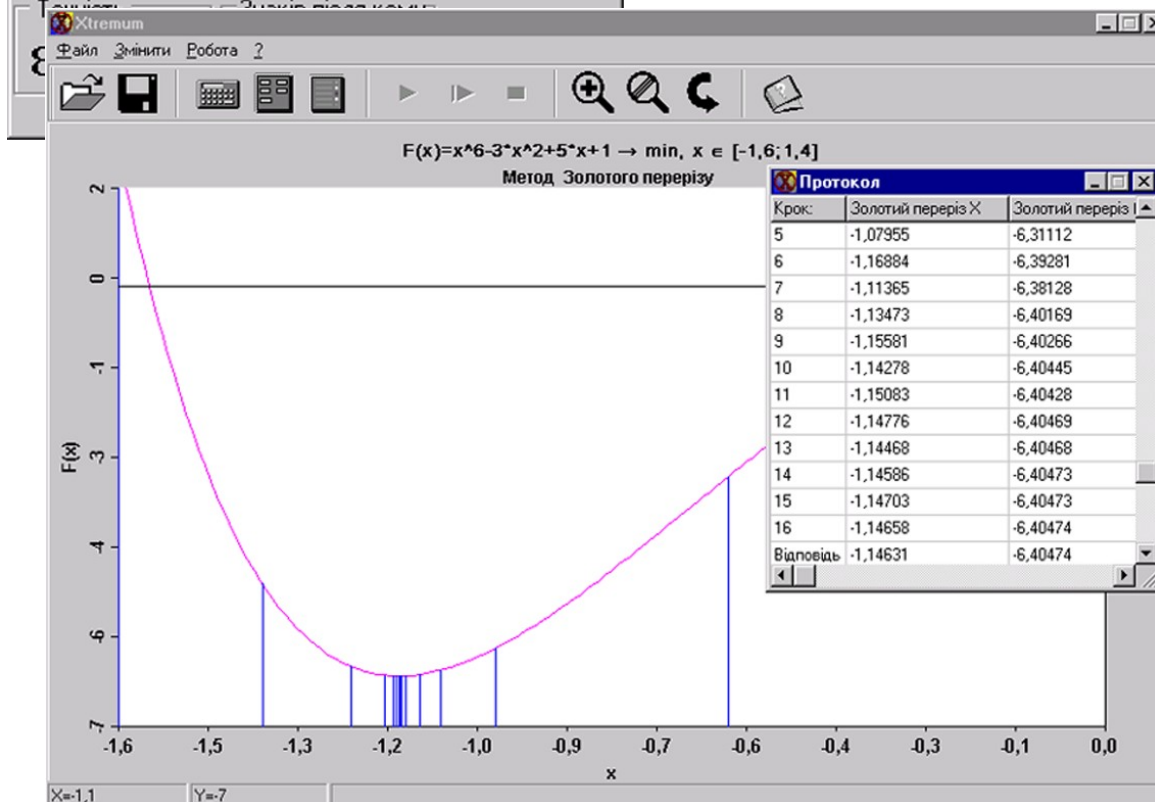 Точність
Знаків після коми
Xtremum
Файл Змінити Робота ?
F(x)=x^6-3*x^2+5*x+1 → min, x ∈ [-1,6;1,4]
Метод Золотого перерізу
Протокол
Крок: Золотий переріз X Золотий переріз
5 -1,07955 -6,31112
6 -1,16884 -6,39281
7 -1,11365 -6,38128
8 -1,13473 -6,40169
9 -1,15581 -6,40266
10 -1,14278 -6,40445
11 -1,15083 -6,40428
12 -1,14776 -6,40469
13 -1,14468 -6,40468
14 -1,14586 -6,40473
15 -1,14703 -6,40473
16 -1,14658 -6,40474
Відповідь -1,14631 -6,40474
2
0
-1
-3
-4
-6
-7
F(x)
-1,6 -1,5 -1,3 -1,2 -1,0 -0,9 -0,7 -0,6 -0,4 -0,3 -0,1 0,0
x
X=-1,1 Y=-7